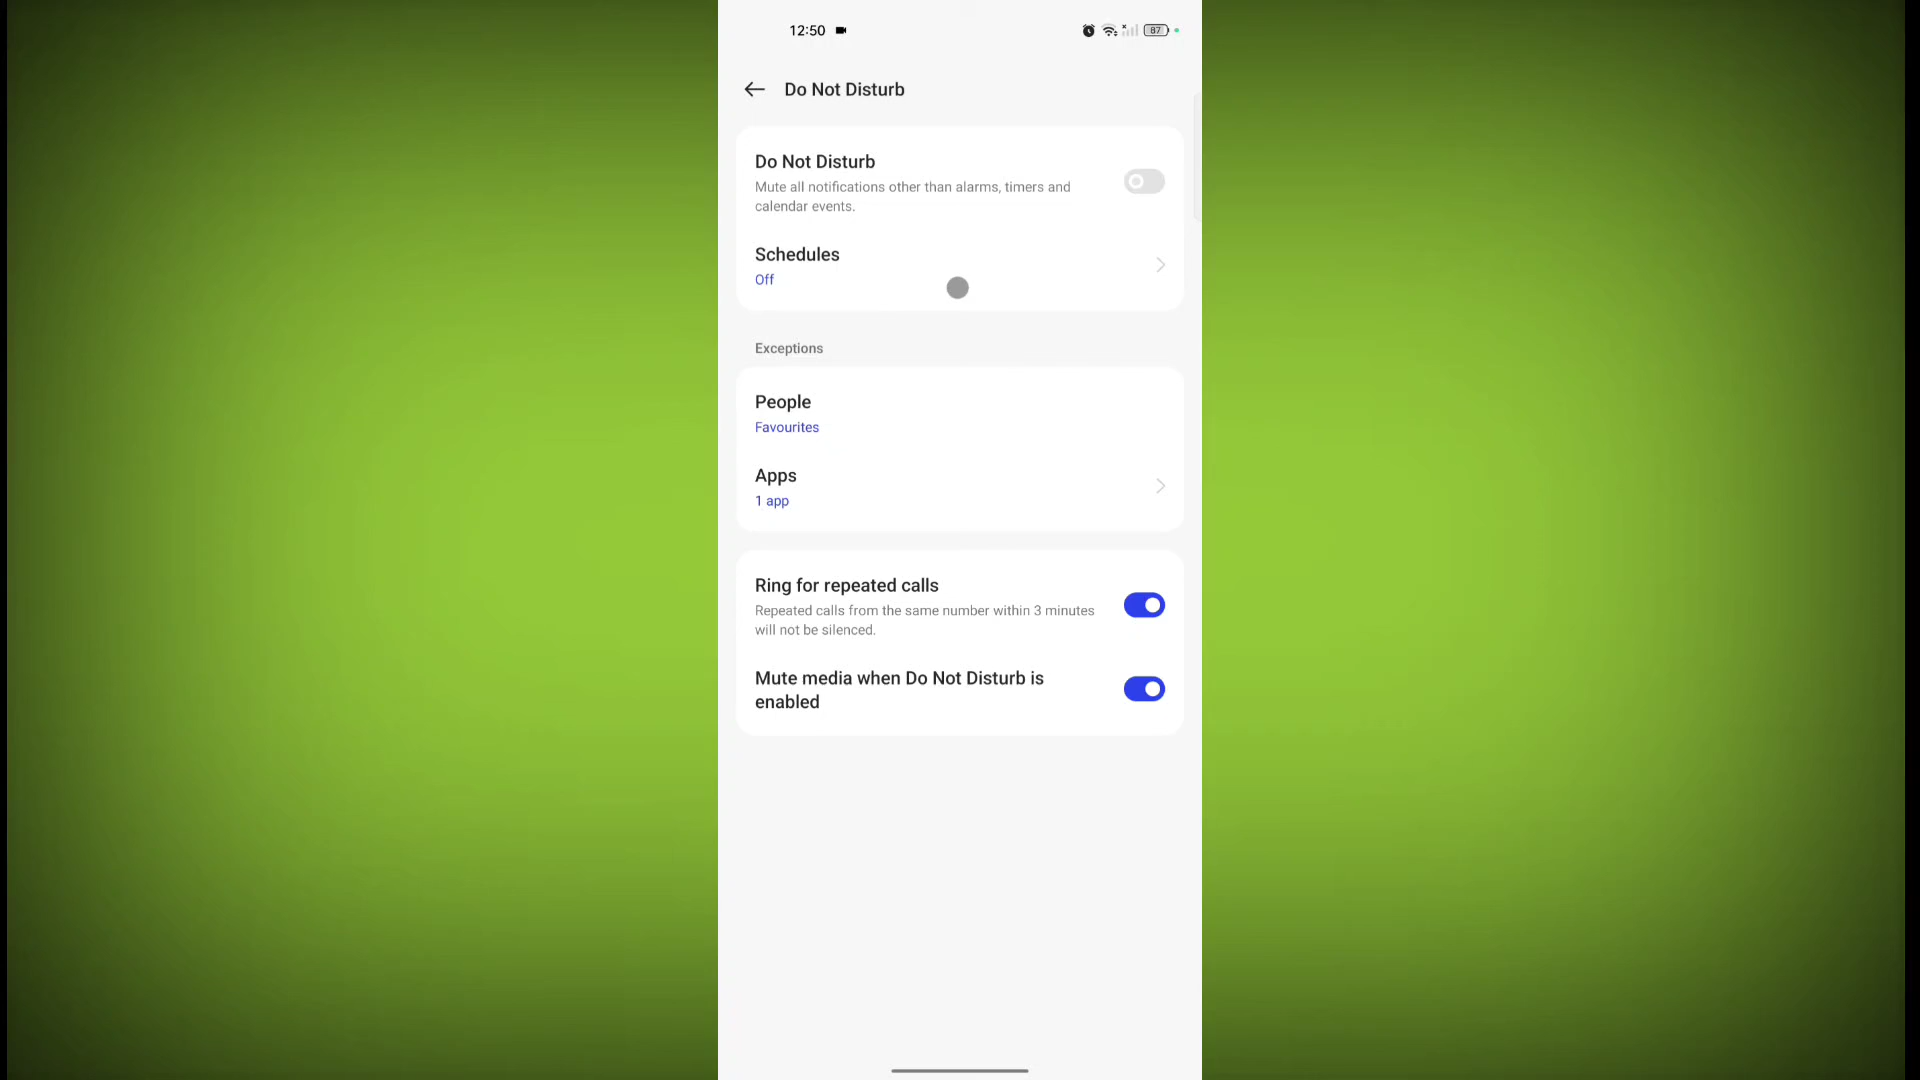 12:50
87
Do Not Disturb
Do Not Disturb
Mute all notifications other than alarms, timers and
calendar events.
Schedules
Off
Exceptions
People
Favourites
Apps
1 app
Ring for repeated calls
Repeated calls from the same number within 3 minutes
will not be silenced.
Mute media when Do Not Disturb is
enabled